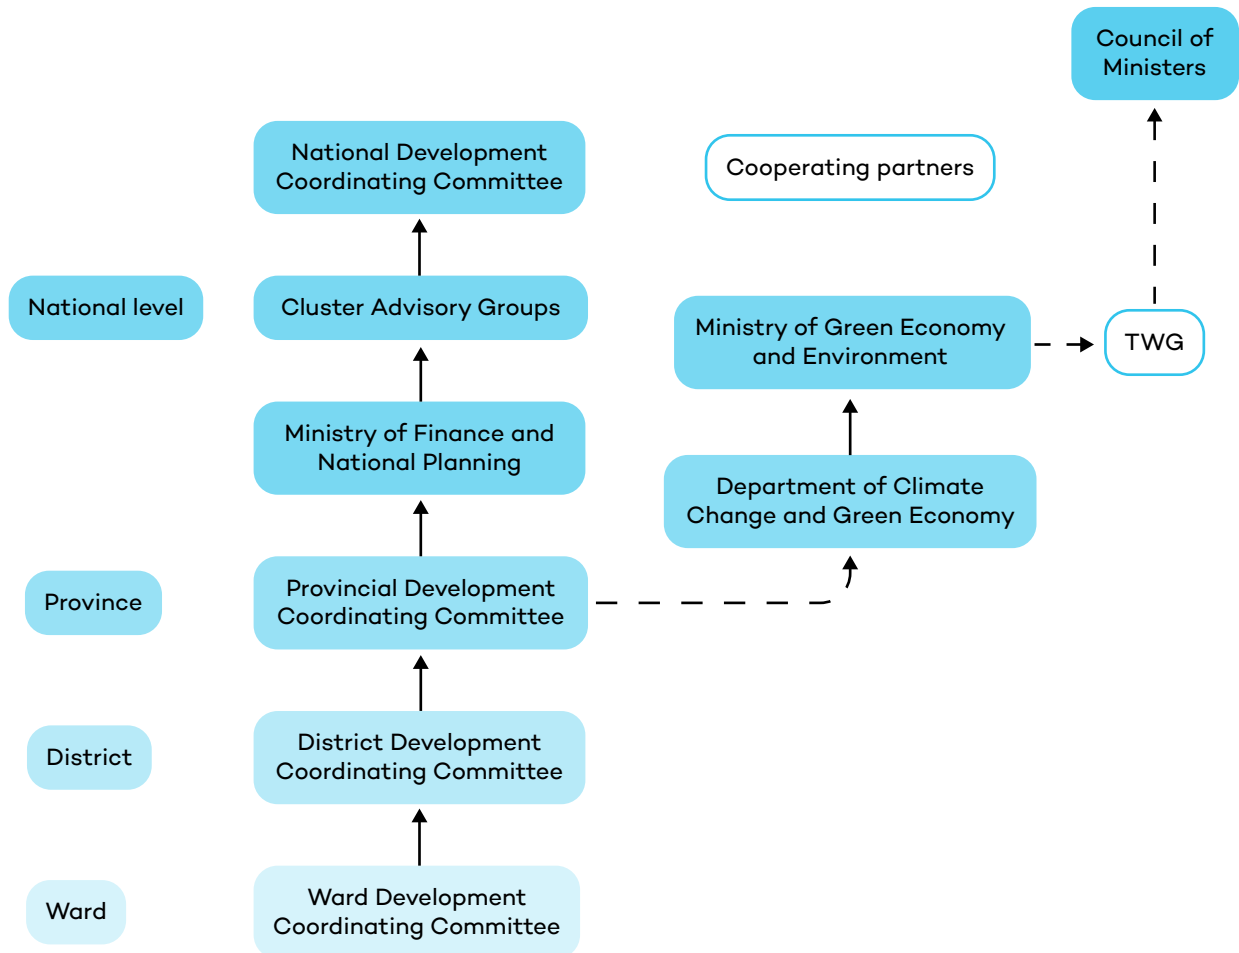 Council of
Ministers
National Development
Coordinating Committee
Cooperating partners
National level
Cluster Advisory Groups
Ministry of Green Economy
and Environment
TWG
Ministry of Finance and
National Planning
Department of Climate
Change and Green Economy
Province
Provincial Development
Coordinating Committee
District
District Development
Coordinating Committee
Ward
Ward Development
Coordinating Committee